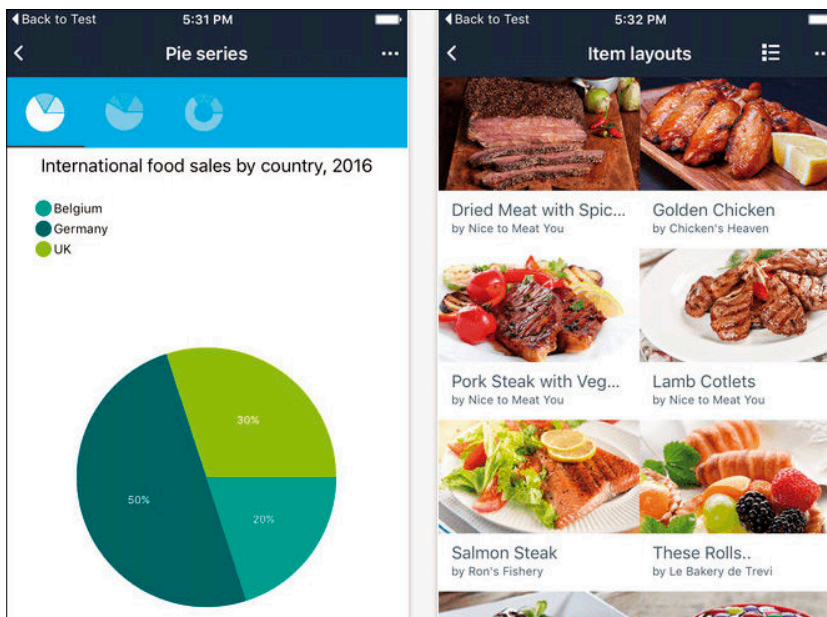 Back to Test
5:31 PM
Pie series
International food sales by country, 2016
Belgium
Germany
UK
30%
50%
20%
Back to Test
5:32 PM
Item layouts
Dried Meat with Spic...
by Nice to Meat You
Golden Chicken
by Chicken's Heaven
Pork Steak with Veg...
by Nice to Meat You
Lamb Cotlets
by Nice to Meat You
Salmon Steak
by Ron's Fishery
These Rolls..
by Le Bakery de Trevi